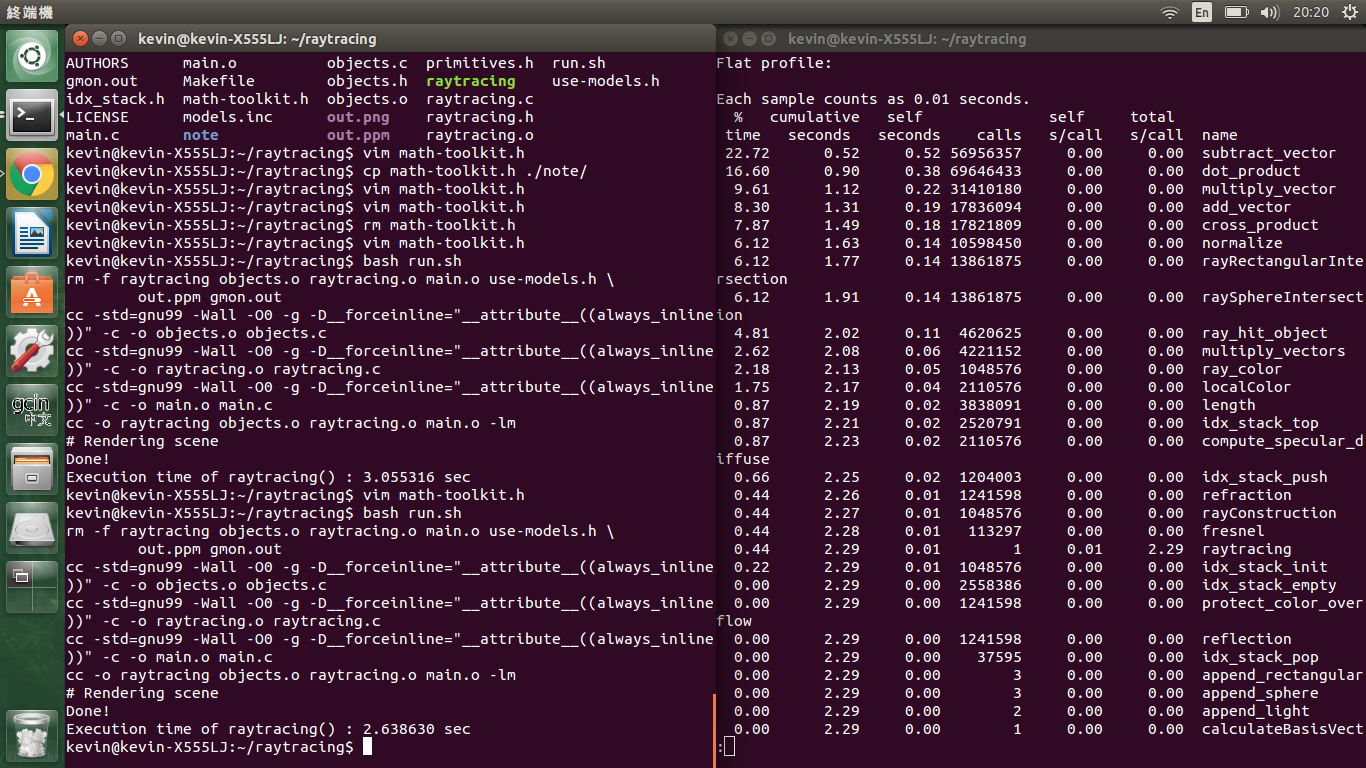 終端機
En
20:20
gcin
中文
kevin@kevin-X555LJ: ~/raytracing
AUTHORS main.o objects.c primitives.h run.sh
gmon.out Makefile objects.h raytracing use-models.h
idx_stack.h math-toolkit.h objects.o raytracing.c
LICENSE models.inc out.png raytracing.h
main.c note out.ppm raytracing.o
kevin@kevin-X555LJ:~/raytracing$ vim math-toolkit.h
kevin@kevin-X555LJ:~/raytracing$ cp math-toolkit.h ./note/
kevin@kevin-X555LJ:~/raytracing$ vim math-toolkit.h
kevin@kevin-X555LJ:~/raytracing$ vim math-toolkit.h
kevin@kevin-X555LJ:~/raytracing$ rm math-toolkit.h
kevin@kevin-X555LJ:~/raytracing$ vim math-toolkit.h
kevin@kevin-X555LJ:~/raytracing$ bash run.sh
rm -f raytracing objects.o raytracing.o main.o use-models.h \
out.ppm gmon.out
cc -std=gnu99 -Wall -O0 -g -D__forceinline="__attribute__((always_inline
))" -c -o objects.o objects.c
cc -std=gnu99 -Wall -O0 -g -D__forceinline="__attribute__((always_inline
))" -c -o raytracing.o raytracing.c
cc -std=gnu99 -Wall -O0 -g -D__forceinline="__attribute__((always_inline
))" -c -o main.o main.c
cc -o raytracing objects.o raytracing.o main.o -lm
# Rendering scene
Done!
Execution time of raytracing() : 3.055316 sec
kevin@kevin-X555LJ:~/raytracing$ vim math-toolkit.h
kevin@kevin-X555LJ:~/raytracing$ bash run.sh
rm -f raytracing objects.o raytracing.o main.o use-models.h \
out.ppm gmon.out
cc -std=gnu99 -Wall -O0 -g -D__forceinline="__attribute__((always_inline
))" -c -o objects.o objects.c
cc -std=gnu99 -Wall -O0 -g -D__forceinline="__attribute__((always_inline
))" -c -o raytracing.o raytracing.c
cc -std=gnu99 -Wall -O0 -g -D__forceinline="__attribute__((always_inline
))" -c -o main.o main.c
cc -o raytracing objects.o raytracing.o main.o -lm
# Rendering scene
Done!
Execution time of raytracing() : 2.638630 sec
kevin@kevin-X555LJ:~/raytracing$
kevin@kevin-X555LJ: ~/raytracing
Flat profile:
Each sample counts as 0.01 seconds.
% cumulative self self total
time seconds seconds calls s/call s/call name
22.72 0.52 0.52 56956357 0.00 0.00 subtract_vector
16.60 0.90 0.38 69646433 0.00 0.00 dot_product
9.61 1.12 0.22 31410180 0.00 0.00 multiply_vector
8.30 1.31 0.19 17836094 0.00 0.00 add_vector
7.87 1.49 0.18 17821809 0.00 0.00 cross_product
6.12 1.63 0.14 10598450 0.00 0.00 normalize
6.12 1.77 0.14 13861875 0.00 0.00 rayRectangularInte
rsection
6.12 1.91 0.14 13861875 0.00 0.00 raySphereIntersect
ion
4.81 2.02 0.11 4620625 0.00 0.00 ray_hit_object
2.62 2.08 0.06 4221152 0.00 0.00 multiply_vectors
2.18 2.13 0.05 1048576 0.00 0.00 ray_color
1.75 2.17 0.04 2110576 0.00 0.00 localColor
0.87 2.19 0.02 3838091 0.00 0.00 length
0.87 2.21 0.02 2520791 0.00 0.00 idx_stack_top
0.87 2.23 0.02 2110576 0.00 0.00 compute_specular_d
iffuse
0.66 2.25 0.02 1204003 0.00 0.00 idx_stack_push
0.44 2.26 0.01 1241598 0.00 0.00 refraction
0.44 2.27 0.01 1048576 0.00 0.00 rayConstruction
0.44 2.28 0.01 113297 0.00 0.00 fresnel
0.44 2.29 0.01 1 0.01 2.29 raytracing
0.22 2.29 0.01 1048576 0.00 0.00 idx_stack_init
0.00 2.29 0.00 2558386 0.00 0.00 idx_stack_empty
0.00 2.29 0.00 1241598 0.00 0.00 protect_color_over
flow
0.00 2.29 0.00 1241598 0.00 0.00 reflection
0.00 2.29 0.00 37595 0.00 0.00 idx_stack_pop
0.00 2.29 0.00 3 0.00 0.00 append_rectangular
0.00 2.29 0.00 3 0.00 0.00 append_sphere
0.00 2.29 0.00 2 0.00 0.00 append_light
0.00 2.29 0.00 1 0.00 0.00 calculateBasisVect
: